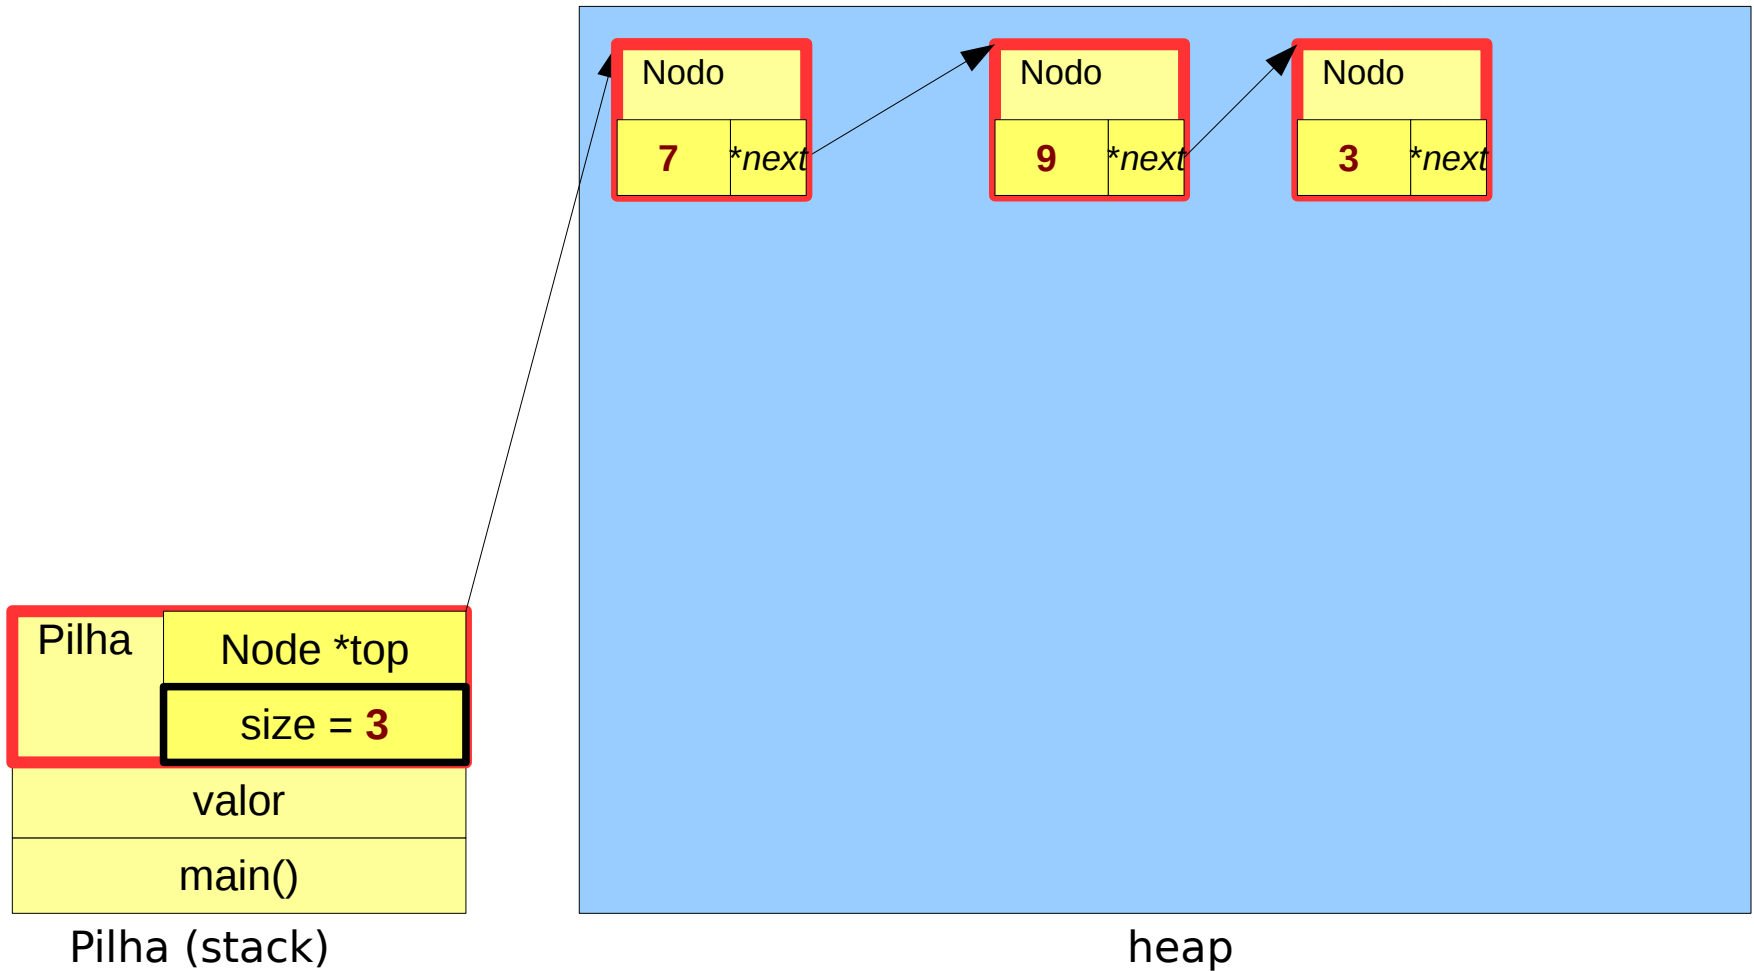 Nodo
Nodo
Nodo
7
*next
9
*next
3
*next
Pilha
Node *top
size = 3
valor
main()
Pilha (stack)
heap